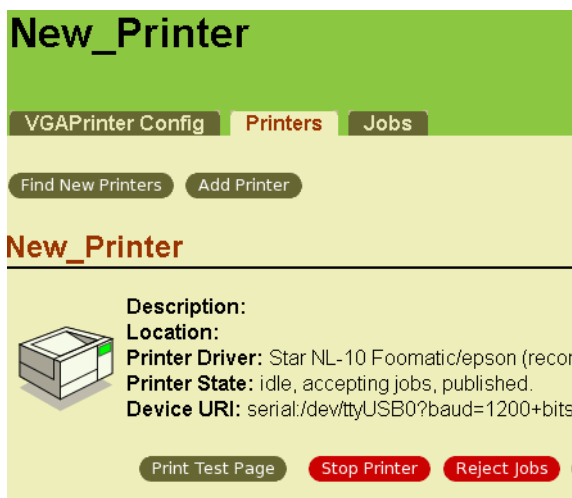 New_Printer
VGAPrinter Config Printers Jobs
Find New Printers Add Printer
New_Printer
Description:
Location:
Printer Driver: Star NL-10 Foomatic/epson (recor
Printer State: idle, accepting jobs, published.
Device URI: serial:/dev/ttyUSB0?baud=1200+bits
Print Test Page Stop Printer Reject Jobs